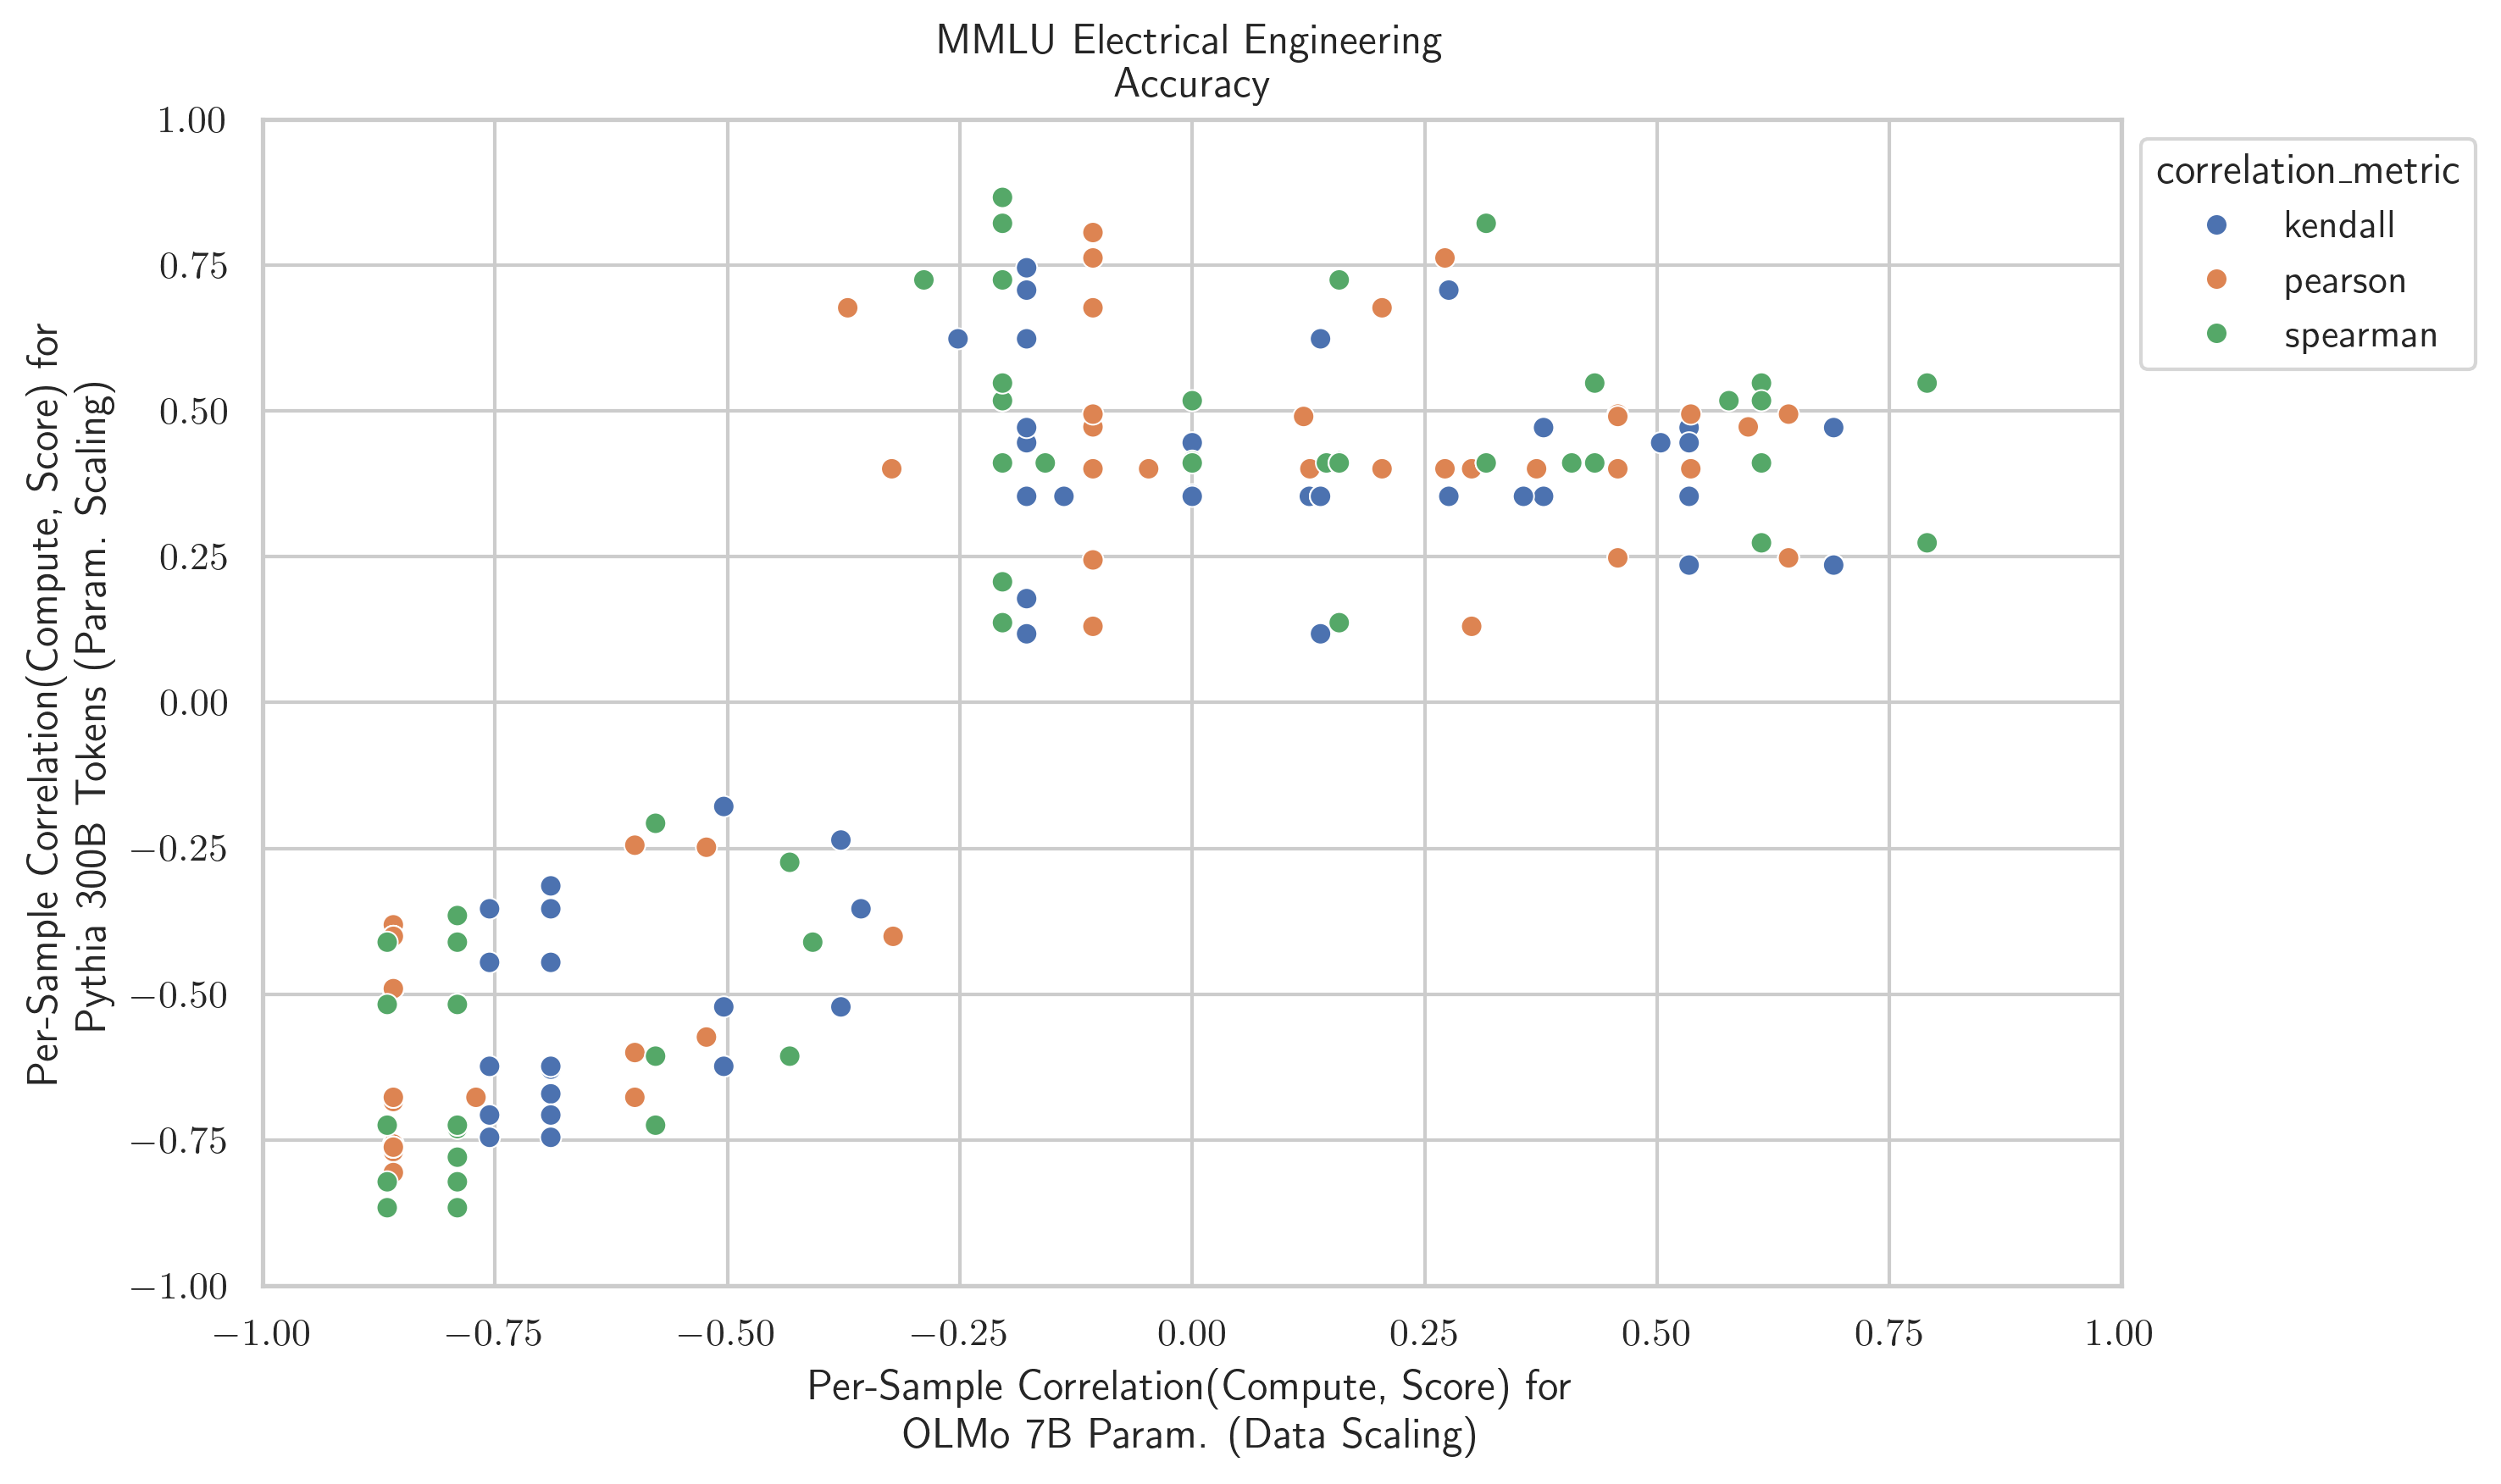 MMLU Electrical Engineering
Accuracy
Per-Sample Correlation(Compute, Score) for
Pythia 300B Tokens (Param. Scaling)
1.00
0.75
0.50
0.25
0.00
−0.25
−0.50
−0.75
−1.00
correlation_metric
kendall
pearson
spearman
−1.00 −0.75 −0.50 −0.25 0.00 0.25 0.50 0.75 1.00
Per-Sample Correlation(Compute, Score) for
OLMo 7B Param. (Data Scaling)